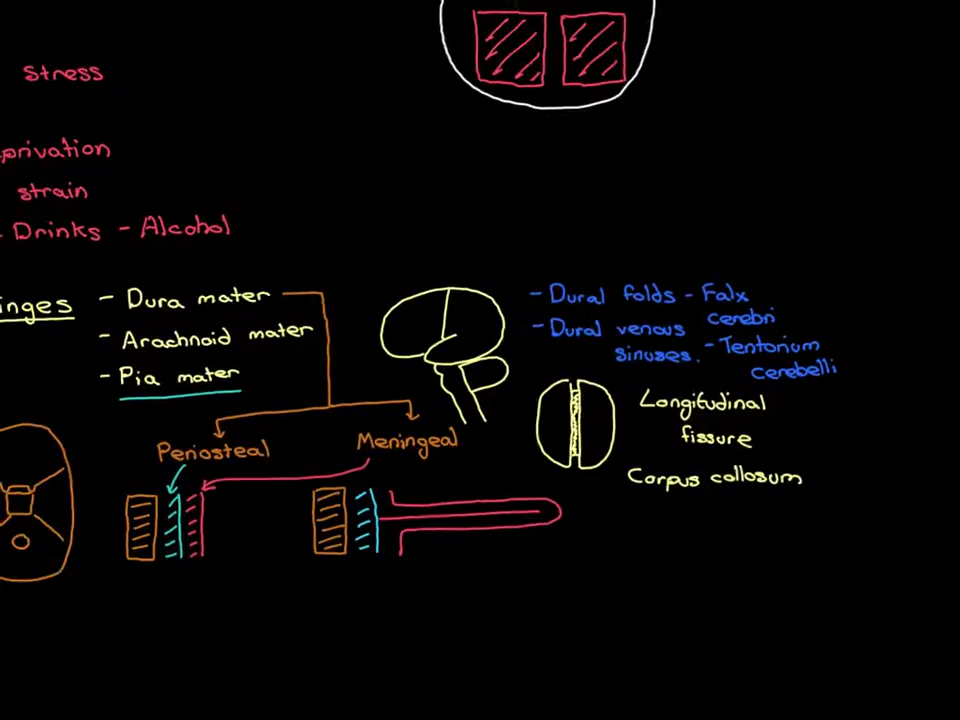 Stress
privation
strain
Drinks - Alcohol
inges
- Dura mater
- Arachnoid mater
- Pia mater
Periosteal
Meningeal
- Dural folds - Falx
cerebri
- Dural venous
sinuses. - Tentorium
cerebelli
Longitudinal
fissure
Corpus collosum